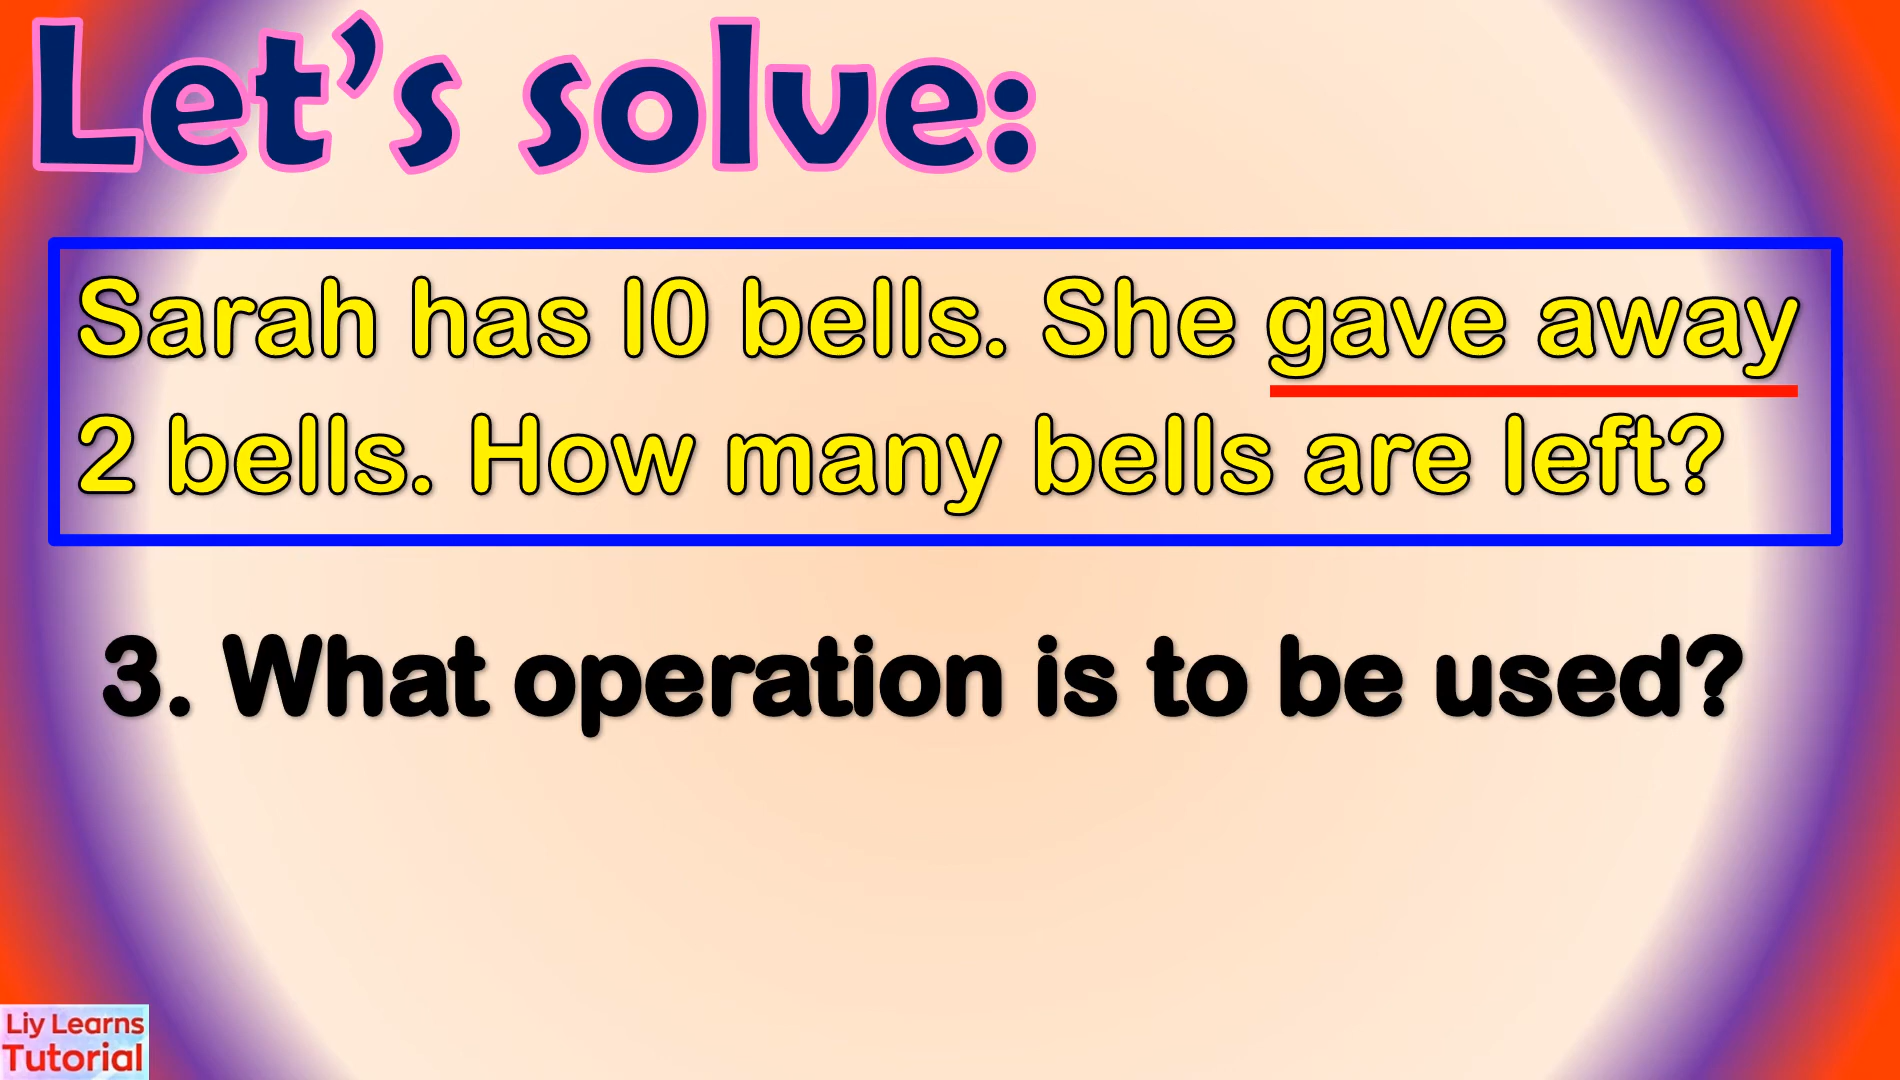 Let's solve:
Sarah has 10 bells. She gave away
2 bells. How many bells are left?
3. What operation is to be used?
Liy Learns
Tutorial